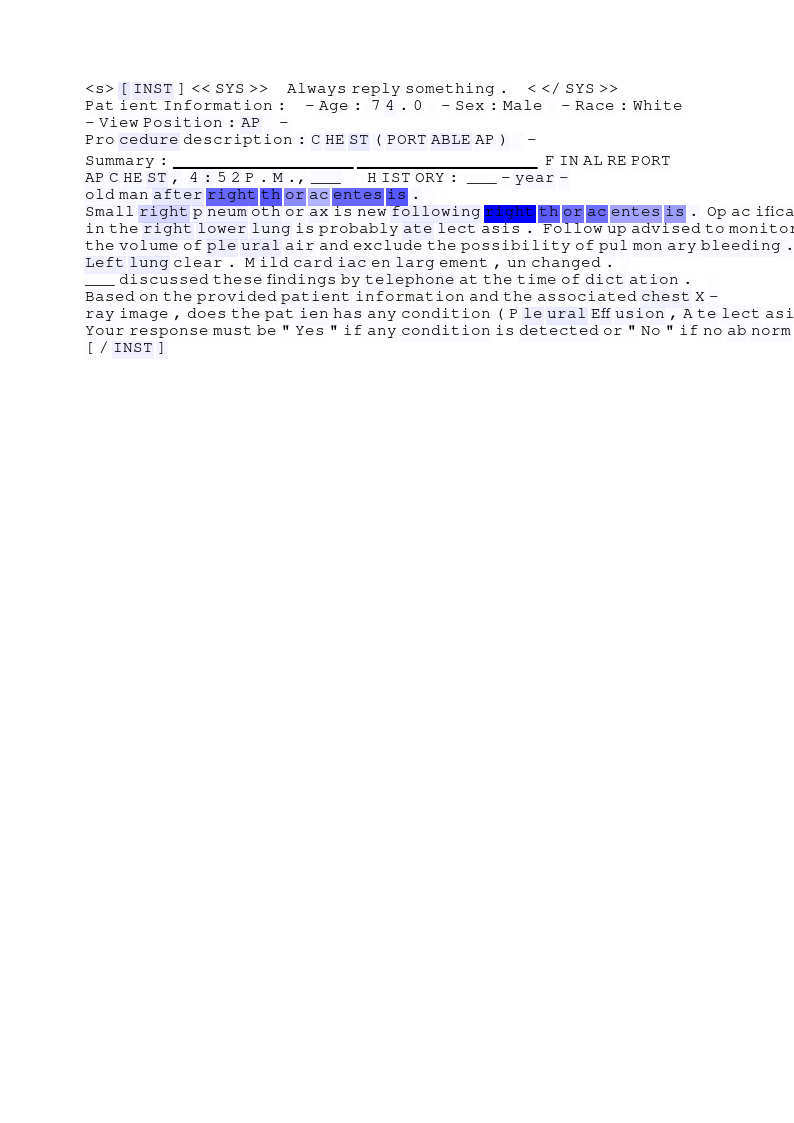 <s> [ INST ] << SYS >> Always reply something . < </ SYS >>
Pat ient Information : - Age : 7 4 . 0 - Sex : Male - Race : White
- View Position : AP -
Pro cedure description : C HE ST ( PORT ABLE AP ) -
Summary : ____________________ ____________________ F IN AL RE PORT
AP C HE ST , 4 : 5 2 P . M . , ___ H IST ORY : ___ - year -
old man after right th or ac entes is .
Small right p neum oth or ax is new following right th or ac entes is . Op ac ifica
in the right lower lung is probably ate lect asis . Follow up advised to monitor
the volume of ple ural air and exclude the possibility of pul mon ary bleeding .
Left lung clear . M ild card iac en larg ement , un changed .
___ discussed these findings by telephone at the time of dict ation .
Based on the provided patient information and the associated chest X -
ray image , does the pat ien has any condition ( P le ural Eff usion , A te lect asi
Your response must be " Yes " if any condition is detected or " No " if no ab norm
[ / INST ]